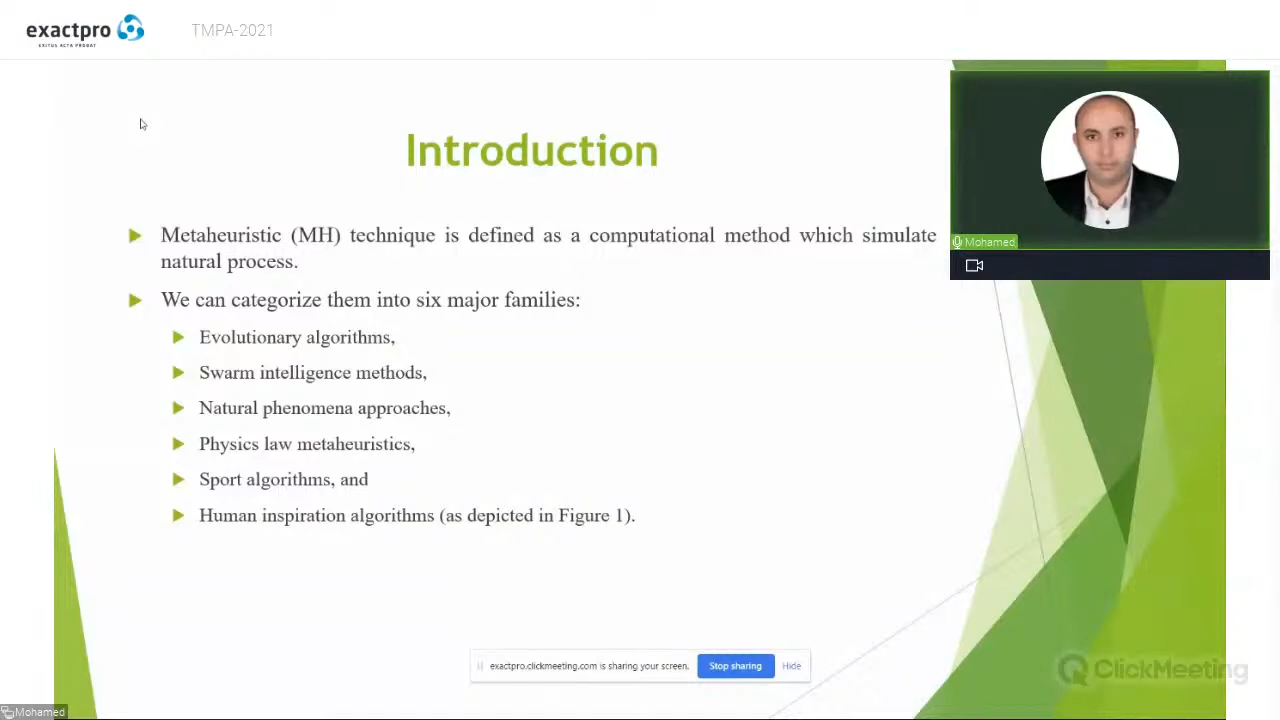 exactpro
EXITUS ACTA PROBAT
TMPA-2021
Introduction
Metaheuristic (MH) technique is defined as a computational method which simulate
natural process.
We can categorize them into six major families:
Evolutionary algorithms,
Swarm intelligence methods,
Natural phenomena approaches,
Physics law metaheuristics,
Sport algorithms, and
Human inspiration algorithms (as depicted in Figure 1).
Mohamed
exactpro.clickmeeting.com is sharing your screen.
Stop sharing
Hide
ClickMeeting
Mohamed